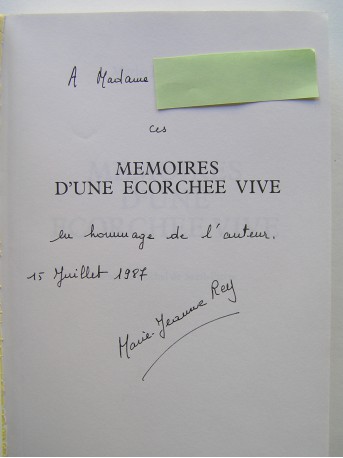 A Madame
ces
MEMOIRES
D'UNE ECORCHEE VIVE
en hommage de l'auteur.
15 Juillet 1987
Marie-Jeanne Rey